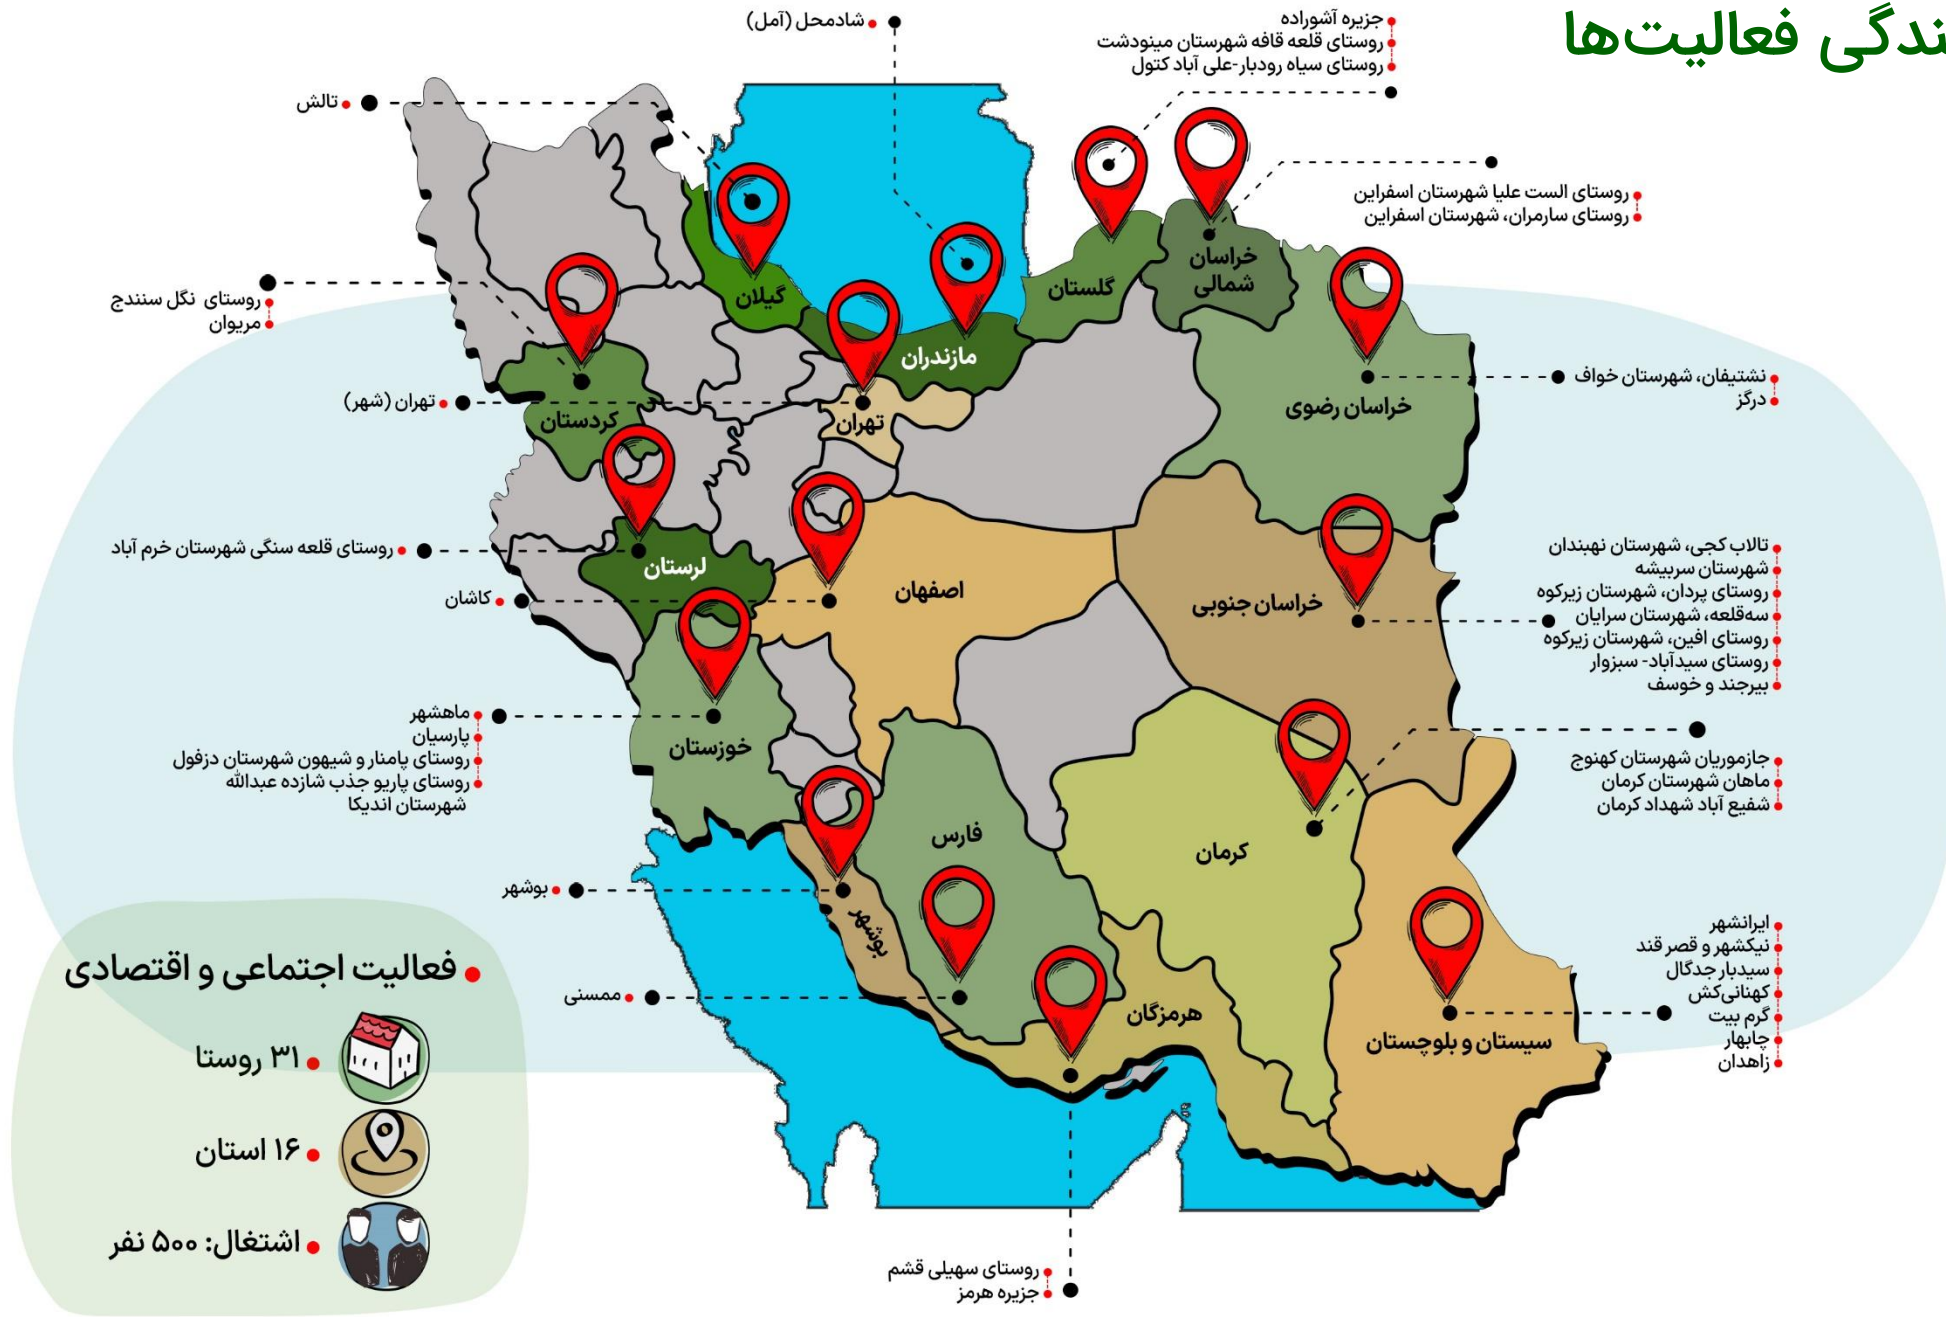 ندگی فعالیت‌ها
جزیره آشوراده
روستای قلعه قافه شهرستان مینودشت
روستای سیاه رودبار-علی آباد کتول
شادمحل (آمل)
تالش
روستای الست علیا شهرستان اسفراین
روستای سارمران، شهرستان اسفراین
روستای نگل سنندج
مریوان
تهران (شهر)
نشتیفان، شهرستان خواف
درگز
روستای قلعه سنگی شهرستان خرم آباد
کاشان
تالاب کجی، شهرستان نهبندان
شهرستان سربیشه
روستای پردان، شهرستان زیرکوه
سه‌قلعه، شهرستان سرایان
روستای افین، شهرستان زیرکوه
روستای سیدآباد- سبزوار
بیرجند و خوسف
ماهشهر
پارسیان
روستای پامنار و شیهون شهرستان دزفول
روستای پاریو جذب شازده عبدالله
شهرستان اندیکا
جازموریان شهرستان کهنوج
ماهان شهرستان کرمان
شفیع آباد شهداد کرمان
بوشهر
ممسنی
ایرانشهر
نیکشهر و قصر قند
سیدبار جدگال
کهنانی‌کش
گرم بیت
چابهار
زاهدان
روستای سهیلی قشم
جزیره هرمز
خراسان
شمالی
گلستان
گیلان
مازندران
خراسان رضوی
کردستان
تهران
لرستان
اصفهان
خراسان جنوبی
خوزستان
فارس
کرمان
بوشهر
هرمزگان
سیستان و بلوچستان
فعالیت اجتماعی و اقتصادی
۳۱ روستا
۱۶ استان
اشتغال: ۵۰۰ نفر